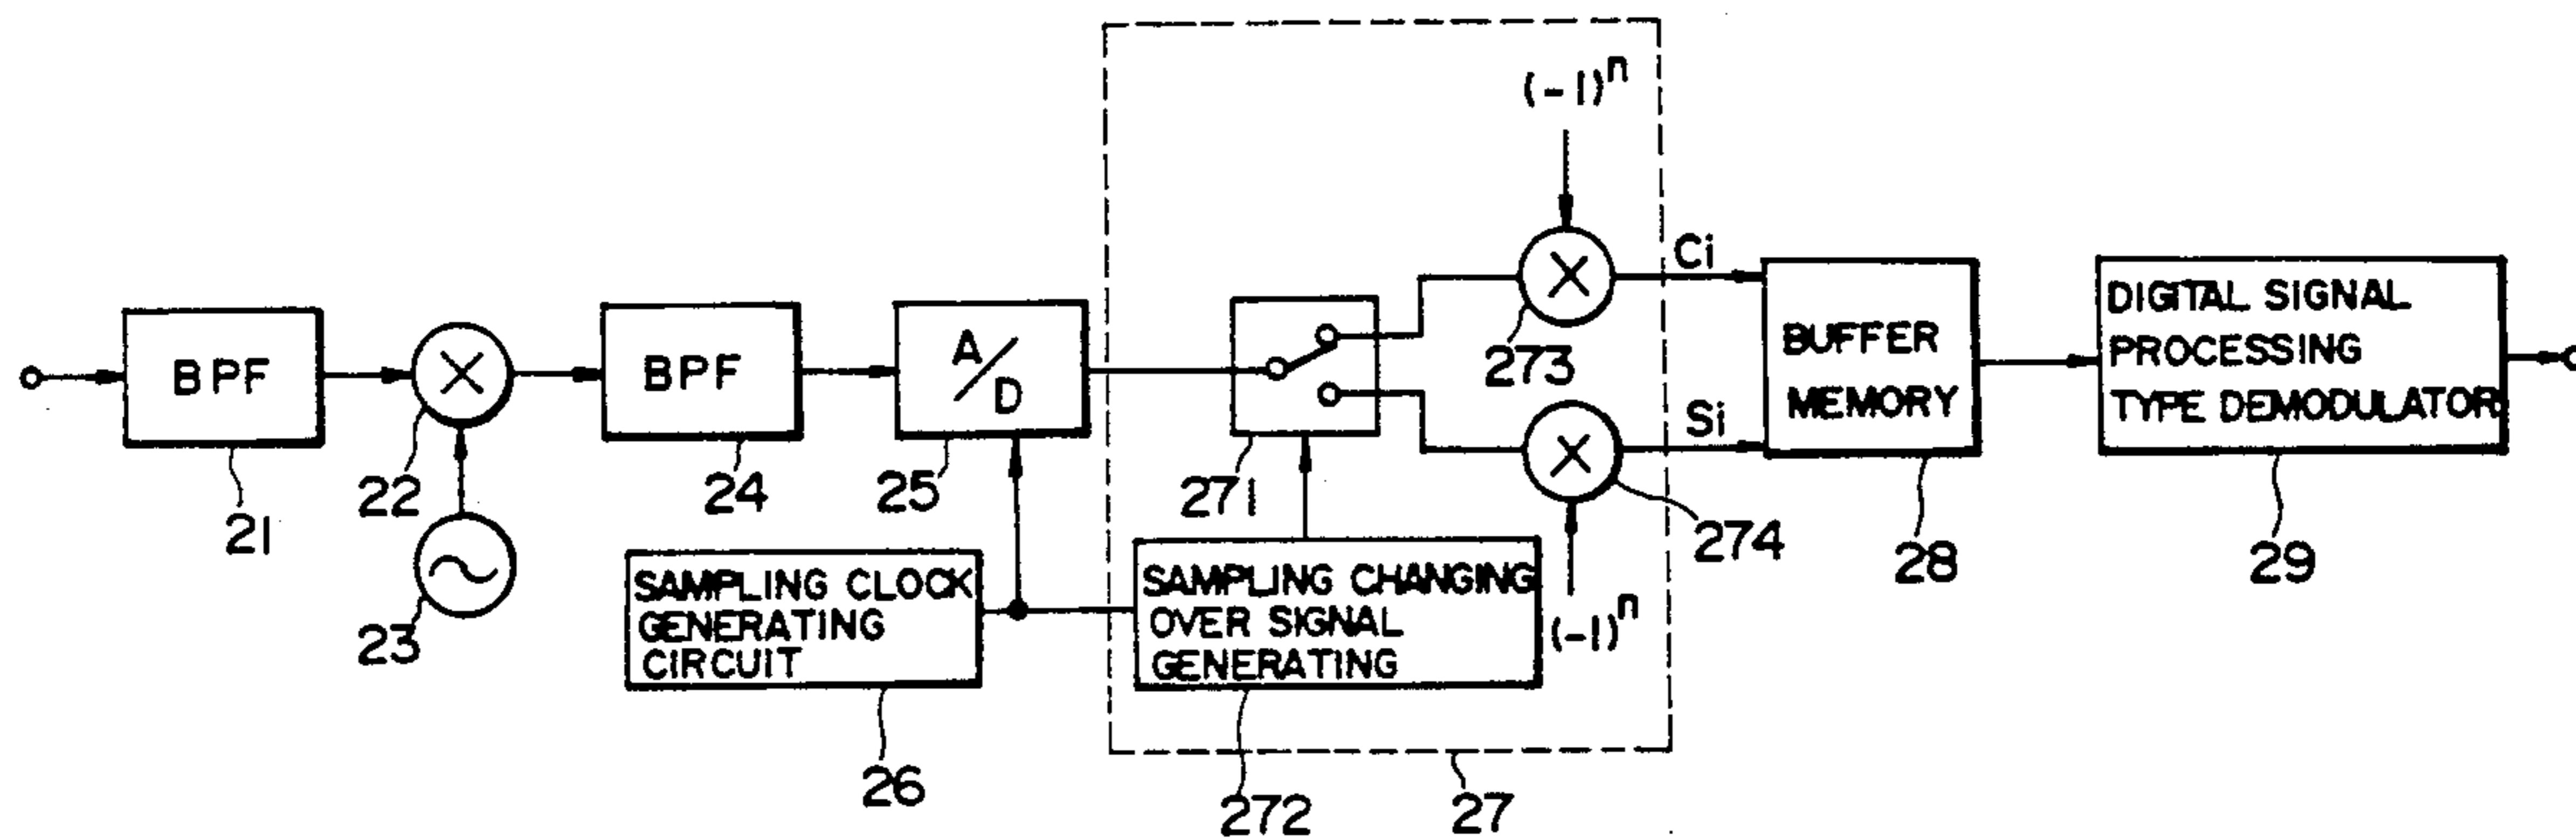 (-1)ⁿ
BPF
22
BPF
A/D
273
Ci
Si
BUFFER
MEMORY
DIGITAL SIGNAL
PROCESSING
TYPE DEMODULATOR
21
23
24
25
271
274
28
29
SAMPLING CLOCK
GENERATING
CIRCUIT
SAMPLING CHANGING
OVER SIGNAL
GENERATING
(-1)ⁿ
26
272
27